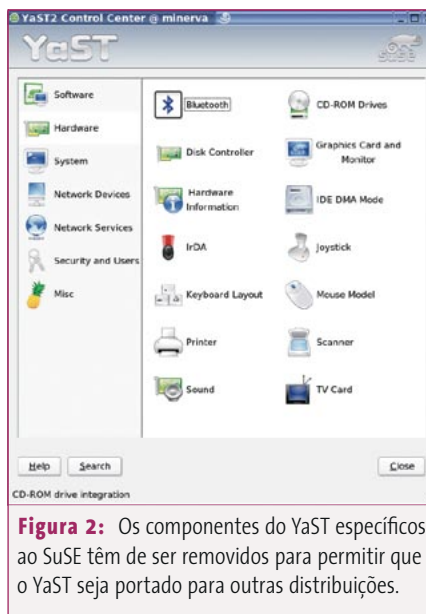 YaST2 Control Center @ minerva
YaST
SuSE
Software
Hardware
System
Network Devices
Network Services
Security and Users
Misc
Bluetooth
CD-ROM Drives
Disk Controller
Graphics Card and
Monitor
Hardware
Information
IDE DMA Mode
IrDA
Joystick
Keyboard Layout
Mouse Model
Printer
Scanner
Sound
TV Card
Help
Search
Close
CD-ROM drive integration
Figura 2: Os componentes do YaST específicos
ao SuSE têm de ser removidos para permitir que
o YaST seja portado para outras distribuições.